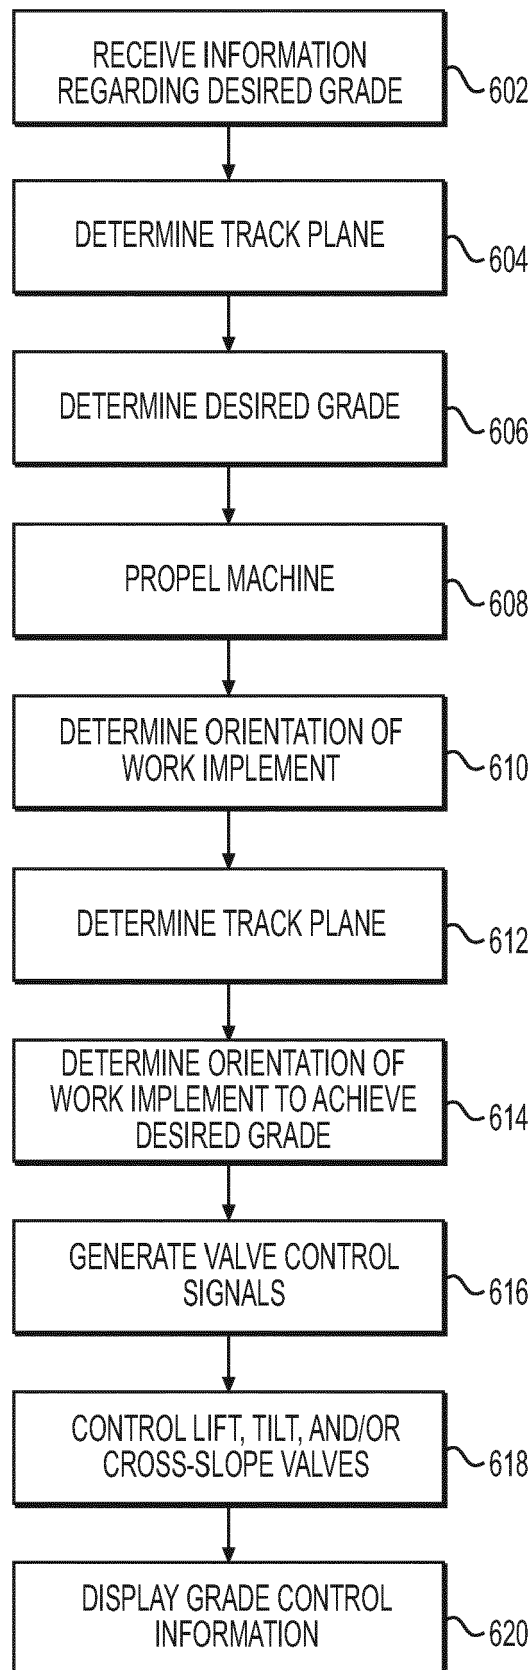 RECEIVE INFORMATION
REGARDING DESIRED GRADE
602
DETERMINE TRACK PLANE
604
DETERMINE DESIRED GRADE
606
PROPEL MACHINE
608
DETERMINE ORIENTATION OF
WORK IMPLEMENT
610
DETERMINE TRACK PLANE
612
DETERMINE ORIENTATION OF
WORK IMPLEMENT TO ACHIEVE
DESIRED GRADE
614
GENERATE VALVE CONTROL
SIGNALS
616
CONTROL LIFT, TILT, AND/OR
CROSS-SLOPE VALVES
618
DISPLAY GRADE CONTROL
INFORMATION
620